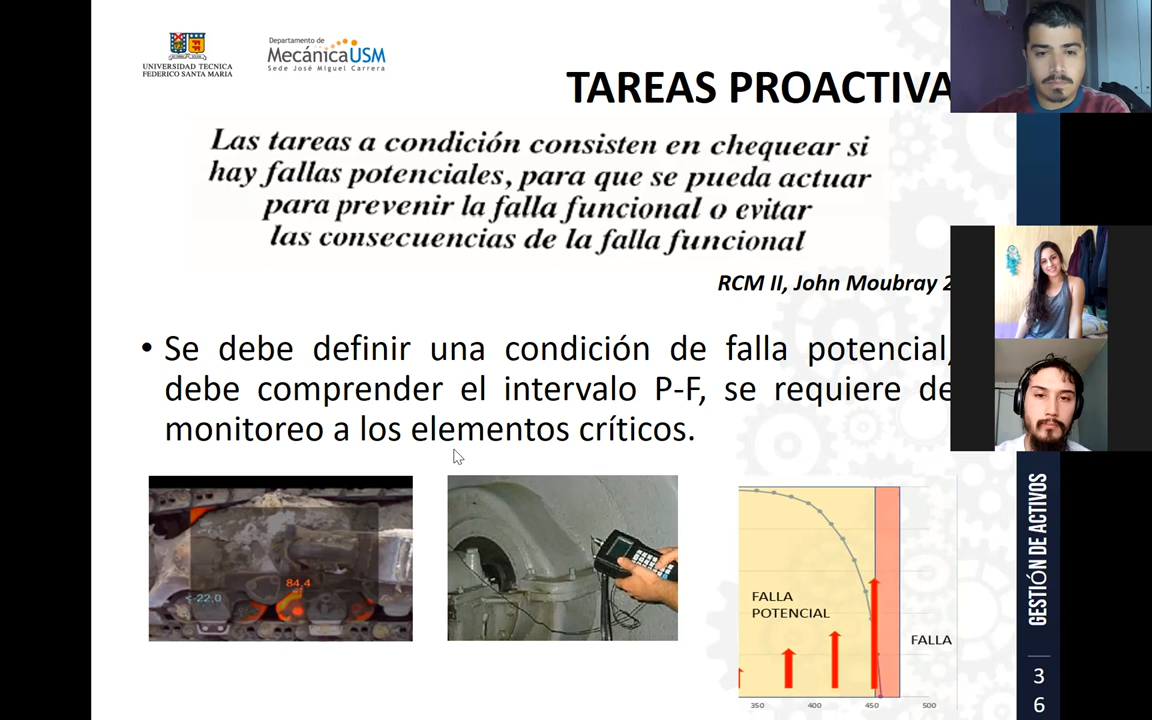 UNIVERSIDAD TECNICA
FEDERICO SANTA MARIA
Departamento de
MecánicaUSM
Sede José Miguel Carrera
TAREAS PROACTIVA
Las tareas a condición consisten en chequear si
hay fallas potenciales, para que se pueda actuar
para prevenir la falla funcional o evitar
las consecuencias de la falla funcional
RCM II, John Moubray 2
• Se debe definir una condición de falla potencial,
debe comprender el intervalo P-F, se requiere de
monitoreo a los elementos críticos.
84,4
-22,0
FALLA
POTENCIAL
FALLA
350 400 450 500
GESTIÓN DE ACTIVOS
3
6